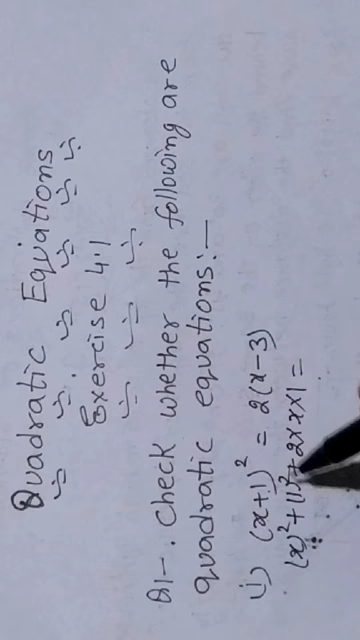 Quadratic Equations
Exercise 4.1
Q1-. Check whether the following are
quadratic equations:-
i) (x+1)² = 2(x-3)
(x)²+(1)²+2×x×1=